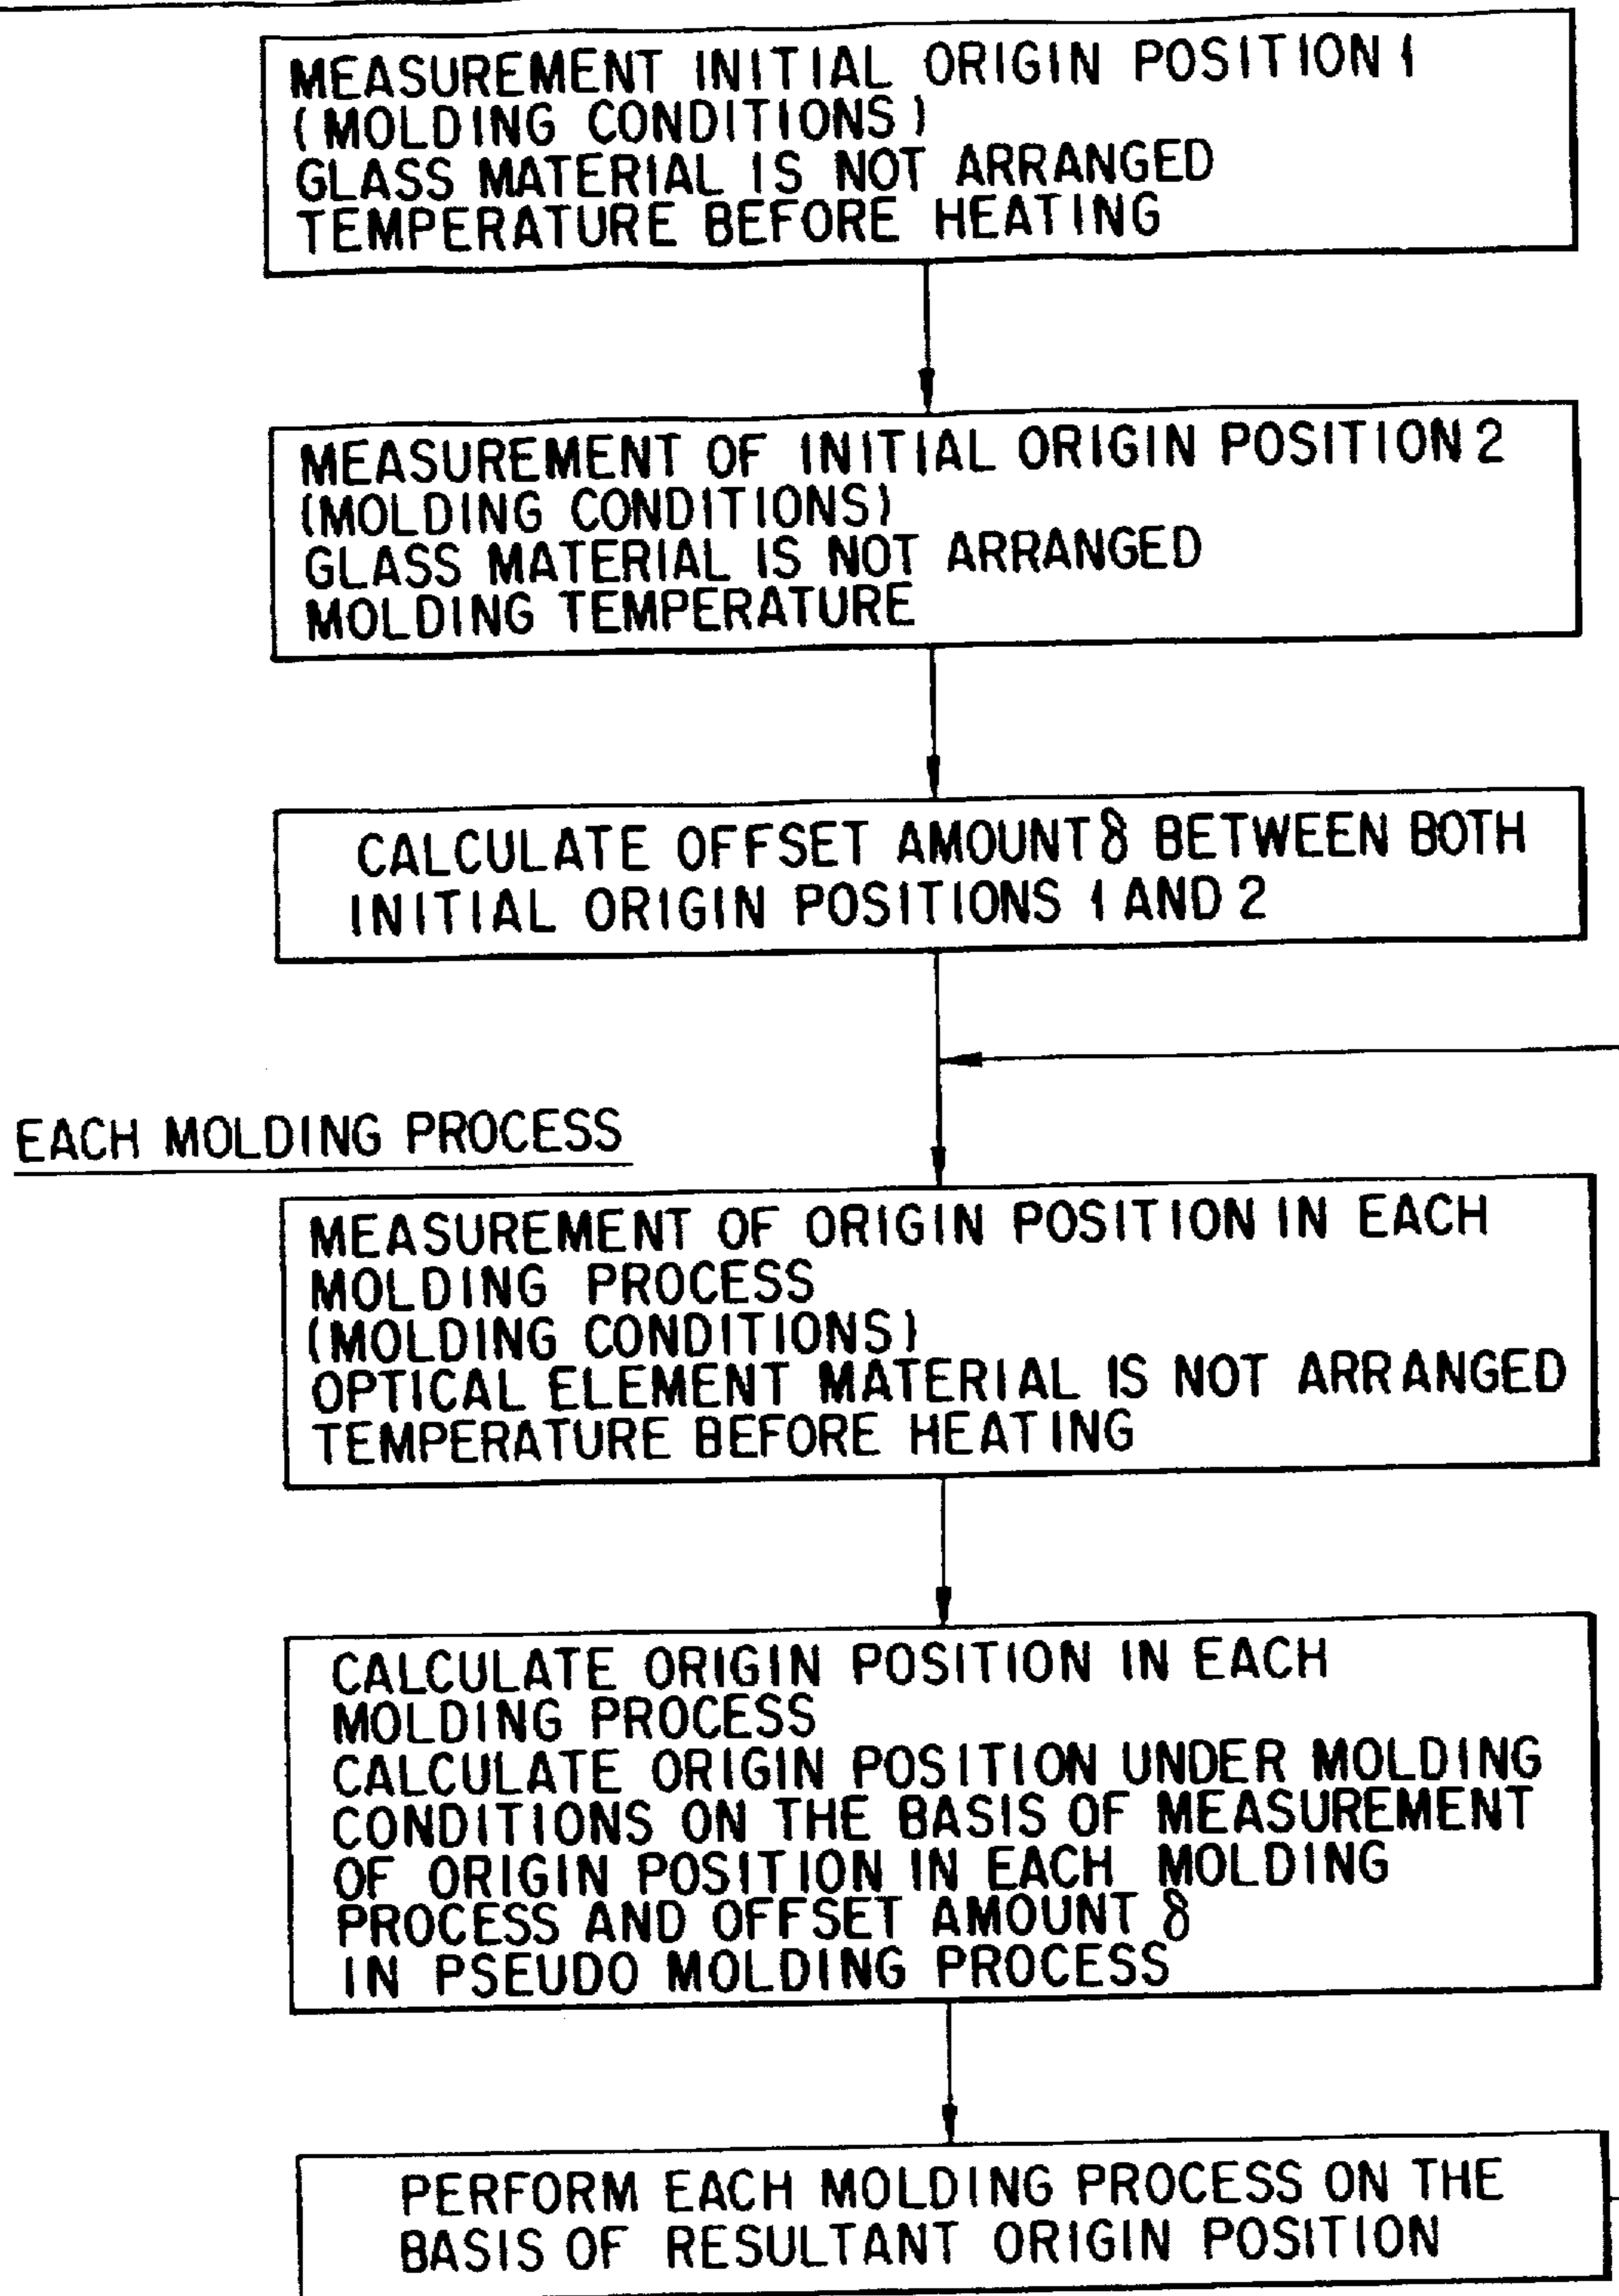 MEASUREMENT INITIAL ORIGIN POSITION 1
(MOLDING CONDITIONS)
GLASS MATERIAL IS NOT ARRANGED
TEMPERATURE BEFORE HEATING
MEASUREMENT OF INITIAL ORIGIN POSITION 2
(MOLDING CONDITIONS)
GLASS MATERIAL IS NOT ARRANGED
MOLDING TEMPERATURE
CALCULATE OFFSET AMOUNT δ BETWEEN BOTH
INITIAL ORIGIN POSITIONS 1 AND 2
EACH MOLDING PROCESS
MEASUREMENT OF ORIGIN POSITION IN EACH
MOLDING PROCESS
(MOLDING CONDITIONS)
OPTICAL ELEMENT MATERIAL IS NOT ARRANGED
TEMPERATURE BEFORE HEATING
CALCULATE ORIGIN POSITION IN EACH
MOLDING PROCESS
CALCULATE ORIGIN POSITION UNDER MOLDING
CONDITIONS ON THE BASIS OF MEASUREMENT
OF ORIGIN POSITION IN EACH MOLDING
PROCESS AND OFFSET AMOUNT δ
IN PSEUDO MOLDING PROCESS
PERFORM EACH MOLDING PROCESS ON THE
BASIS OF RESULTANT ORIGIN POSITION